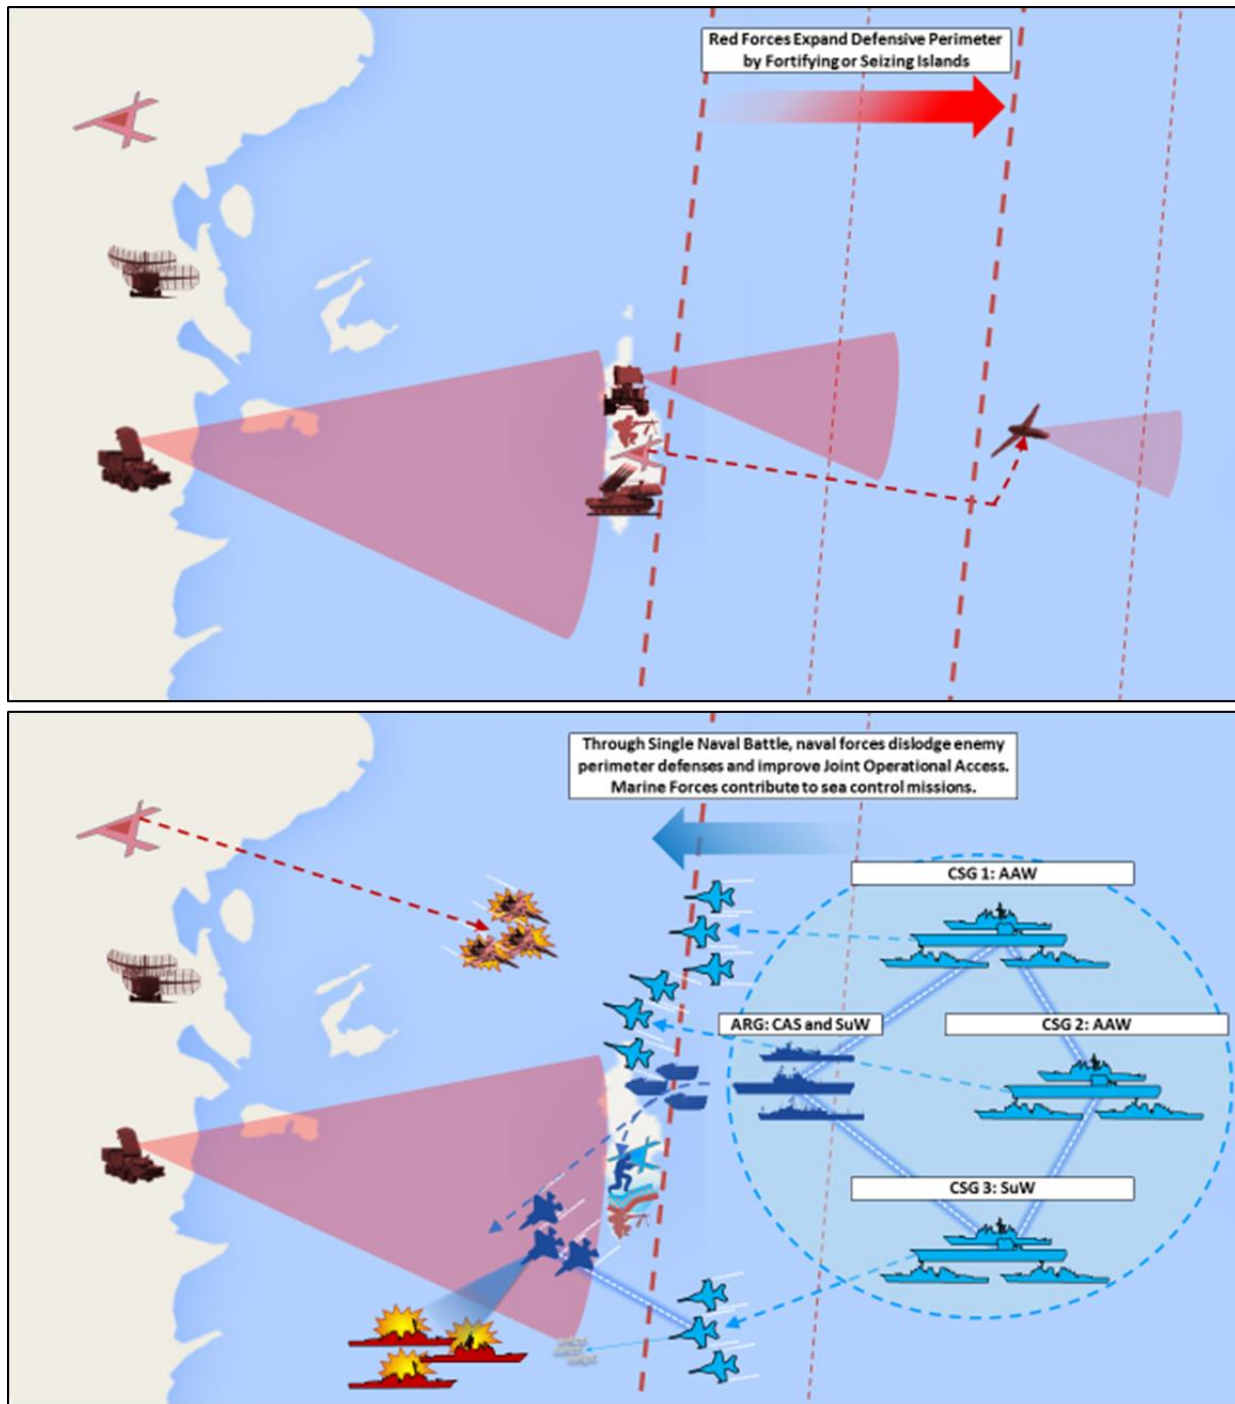 Red Forces Expand Defensive Perimeter
by Fortifying or Seizing Islands
Through Single Naval Battle, naval forces dislodge enemy
perimeter defenses and improve Joint Operational Access.
Marine Forces contribute to sea control missions.
CSG 1: AAW
ARG: CAS and SuW
CSG 2: AAW
CSG 3: SuW